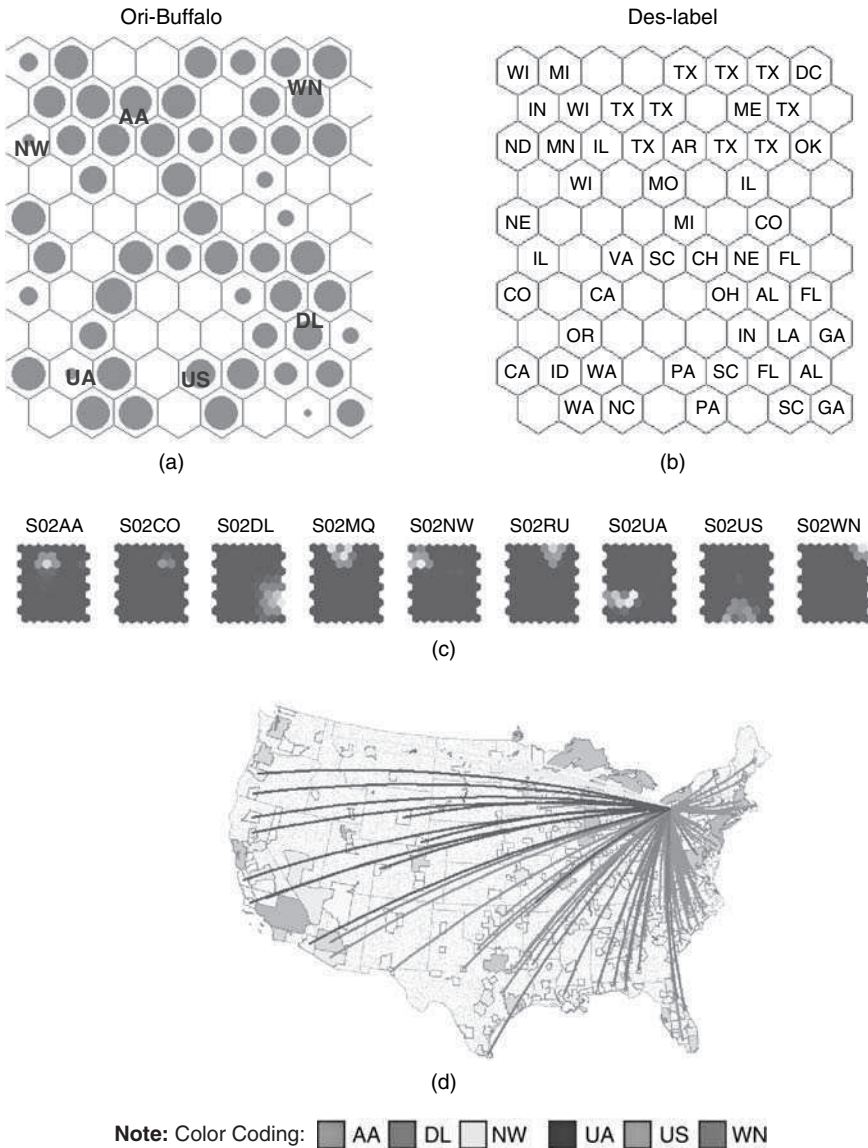 Ori-Buffalo
Des-label
WN
AA
NW
DL
UA
US
WI MI TX TX TX DC
IN WI TX TX ME TX
ND MN IL TX AR TX TX OK
WI MO IL
NE MI CO
IL VA SC CH NE FL
CO CA OH AL FL
OR IN LA GA
CA ID WA PA SC FL AL
WA NC PA SC GA
(a)
(b)
S02AA S02CO S02DL S02MQ S02NW S02RU S02UA S02US S02WN
(c)
(d)
Note: Color Coding: AA DL NW UA US WN